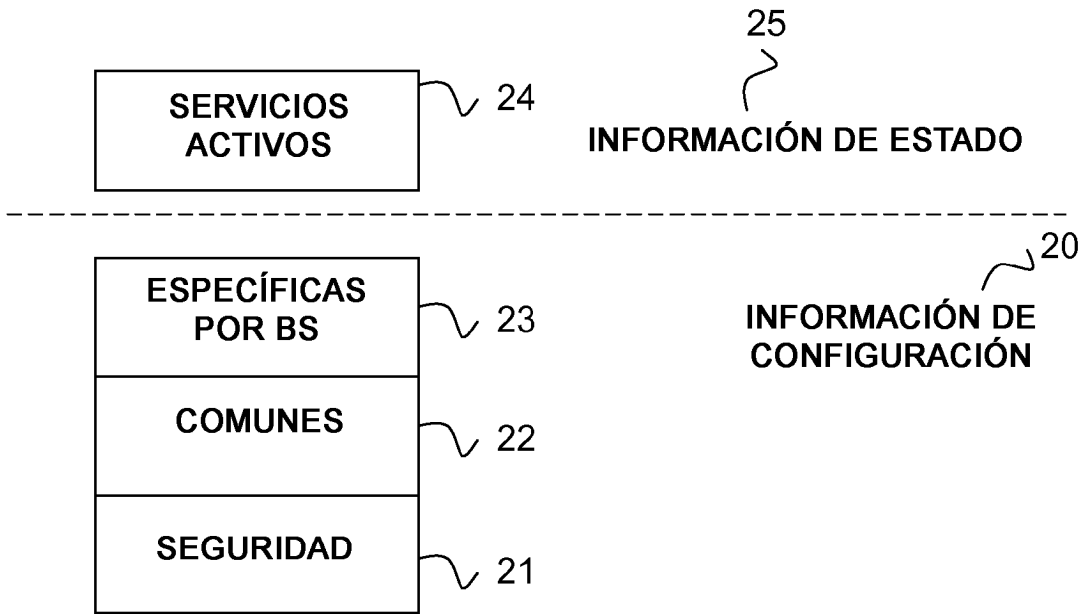 25
SERVICIOS
ACTIVOS
24
INFORMACIÓN DE ESTADO
20
ESPECÍFICAS
POR BS
23
INFORMACIÓN DE
CONFIGURACIÓN
COMUNES
22
SEGURIDAD
21